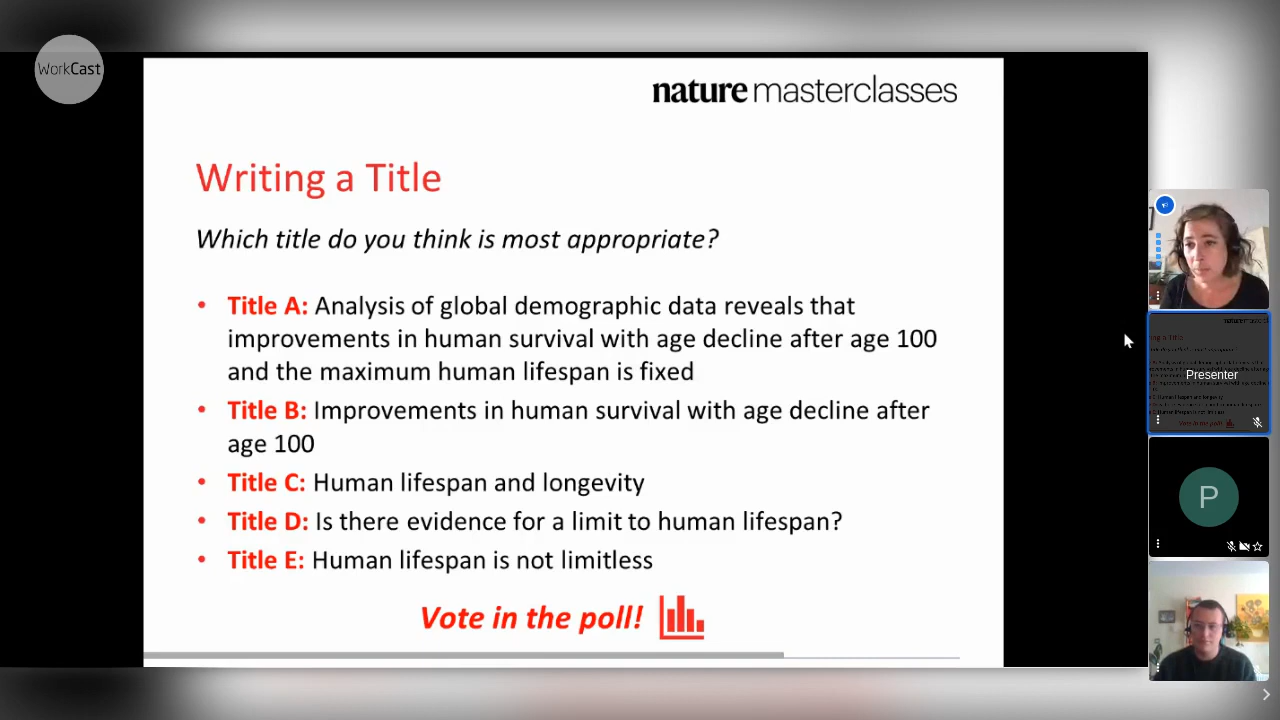 WorkCast
nature masterclasses
Writing a Title
Which title do you think is most appropriate?
• Title A: Analysis of global demographic data reveals that
improvements in human survival with age decline after age 100
and the maximum human lifespan is fixed
• Title B: Improvements in human survival with age decline after
age 100
• Title C: Human lifespan and longevity
• Title D: Is there evidence for a limit to human lifespan?
• Title E: Human lifespan is not limitless
Vote in the poll!
Presenter
P